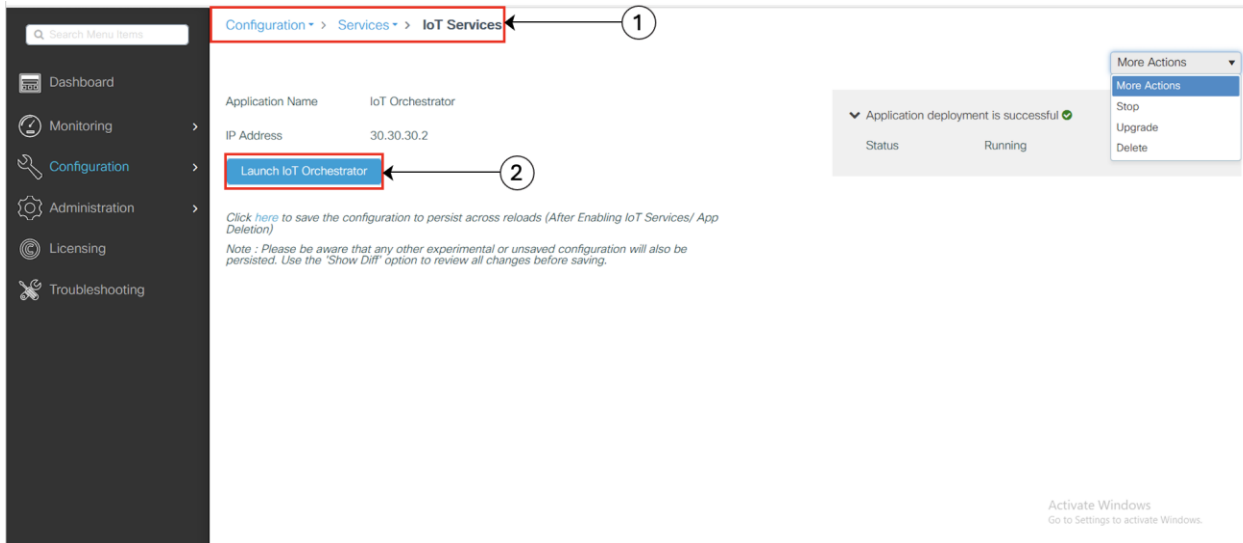 Search Menu Items
Dashboard
Monitoring
Configuration
Administration
Licensing
Troubleshooting
Configuration > Services > IoT Services
1
Application Name IoT Orchestrator
IP Address 30.30.30.2
Launch IoT Orchestrator
2
Click here to save the configuration to persist across reloads (After Enabling IoT Services/ App
Deletion)
Note : Please be aware that any other experimental or unsaved configuration will also be
persisted. Use the 'Show Diff' option to review all changes before saving.
More Actions
More Actions
Stop
Upgrade
Delete
Application deployment is successful
Status Running
Activate Windows
Go to Settings to activate Windows.